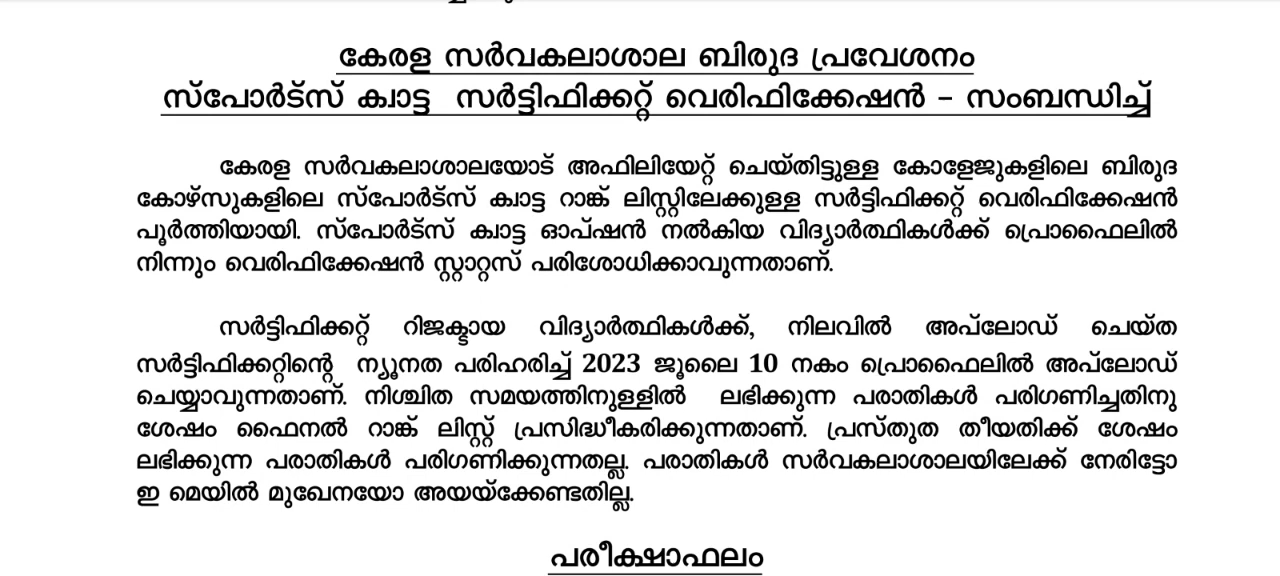 കേരള സർവകലാശാല ബിരുദ പ്രവേശനം
സ്പോർട്സ് ക്വാട്ട സർട്ടിഫിക്കറ്റ് വെരിഫിക്കേഷൻ – സംബന്ധിച്ച്
കേരള സർവകലാശാലയോട് അഫിലിയേറ്റ് ചെയ്തിട്ടുള്ള കോളേജുകളിലെ ബിരുദ
കോഴ്സുകളിലെ സ്പോർട്സ് ക്വാട്ട റാങ്ക് ലിസ്റ്റിലേക്കുള്ള സർട്ടിഫിക്കറ്റ് വെരിഫിക്കേഷൻ
പൂർത്തിയായി. സ്പോർട്സ് ക്വാട്ട ഓപ്ഷൻ നൽകിയ വിദ്യാർത്ഥികൾക്ക് പ്രൊഫൈലിൽ
നിന്നും വെരിഫിക്കേഷൻ സ്റ്റാറ്റസ് പരിശോധിക്കാവുന്നതാണ്.
സർട്ടിഫിക്കറ്റ് റിജക്ടായ വിദ്യാർത്ഥികൾക്ക്, നിലവിൽ അപ്‌ലോഡ് ചെയ്ത
സർട്ടിഫിക്കറ്റിന്റെ ന്യൂനത പരിഹരിച്ച് 2023 ജൂലൈ 10 നകം പ്രൊഫൈലിൽ അപ്‌ലോഡ്
ചെയ്യാവുന്നതാണ്. നിശ്ചിത സമയത്തിനുള്ളിൽ ലഭിക്കുന്ന പരാതികൾ പരിഗണിച്ചതിനു
ശേഷം ഫൈനൽ റാങ്ക് ലിസ്റ്റ് പ്രസിദ്ധീകരിക്കുന്നതാണ്. പ്രസ്തുത തീയതിക്ക് ശേഷം
ലഭിക്കുന്ന പരാതികൾ പരിഗണിക്കുന്നതല്ല. പരാതികൾ സർവകലാശാലയിലേക്ക് നേരിട്ടോ
ഇ മെയിൽ മുഖേനയോ അയയ്ക്കേണ്ടതില്ല.
പരീക്ഷാഫലം